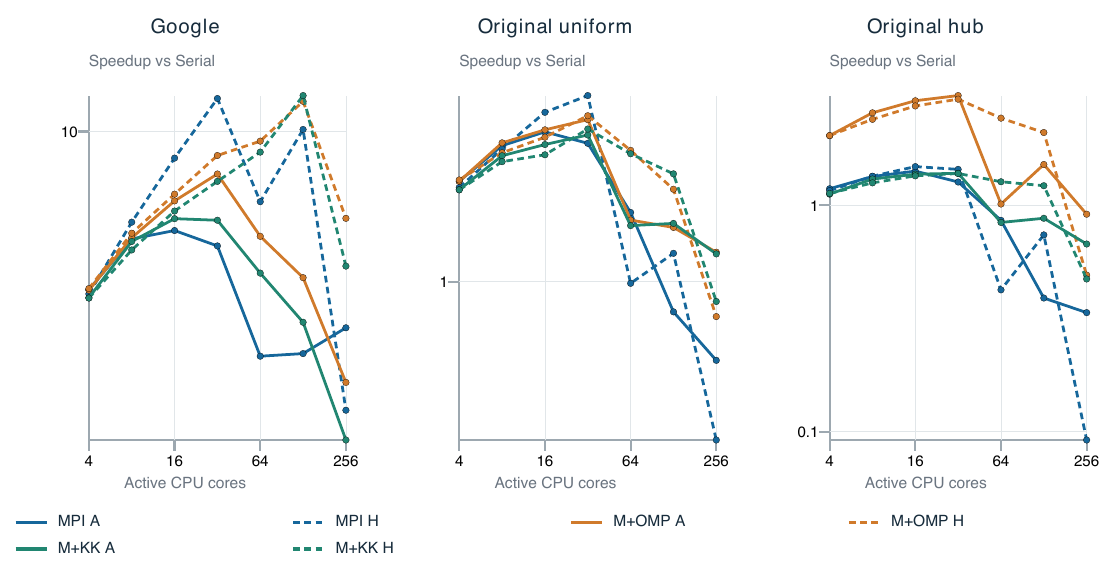 Google
Original uniform
Original hub
Speedup vs Serial
Speedup vs Serial
Speedup vs Serial
10
1
1
0.1
4 16 64 256
4 16 64 256
4 16 64 256
Active CPU cores
Active CPU cores
Active CPU cores
MPI A
MPI H
M+OMP A
M+OMP H
M+KK A
M+KK H